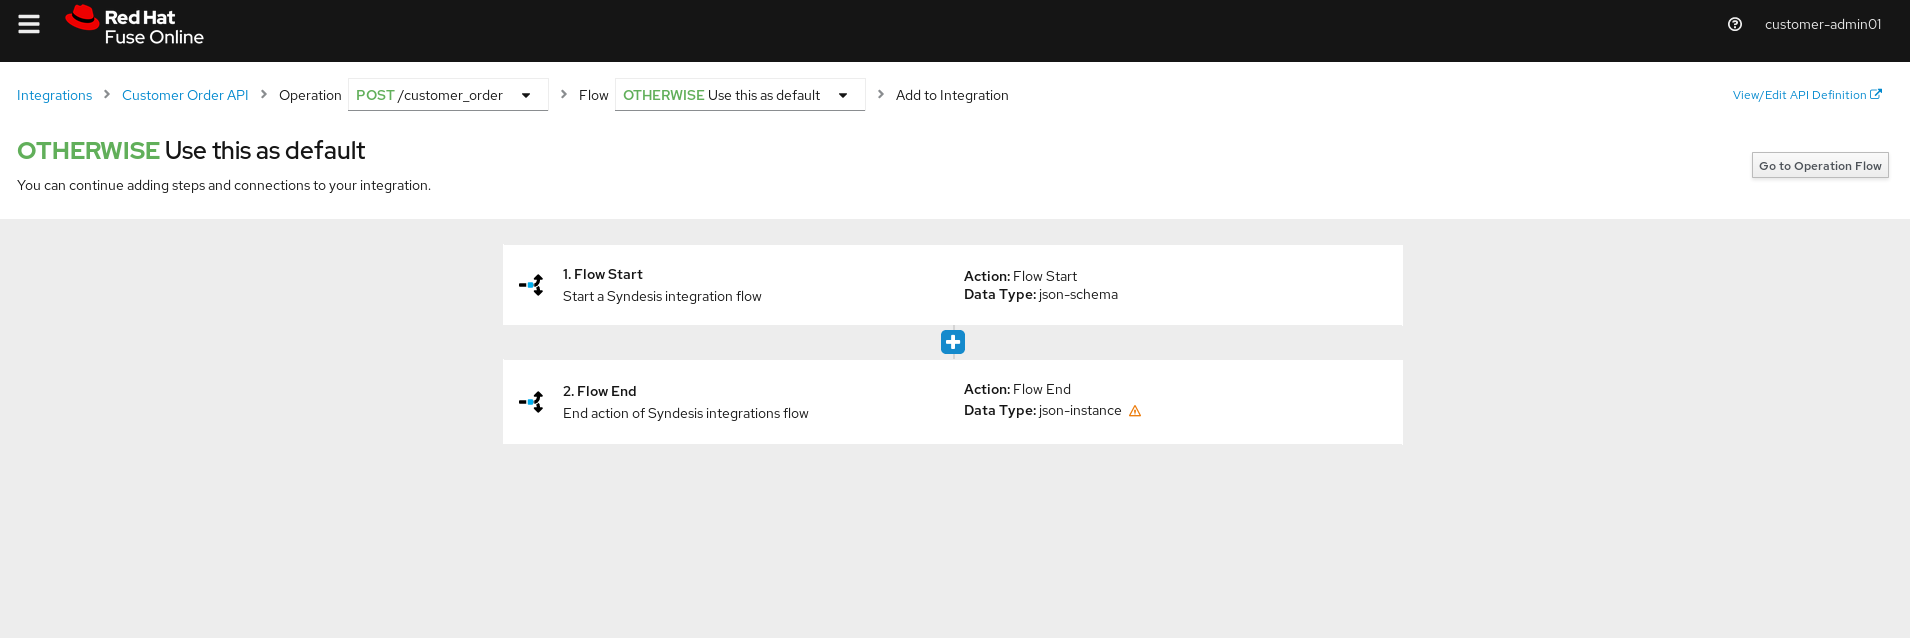 Red Hat
Fuse Online
customer-admin01
Integrations > Customer Order API > Operation POST /customer_order > Flow OTHERWISE Use this as default > Add to Integration
View/Edit API Definition
OTHERWISE Use this as default
Go to Operation Flow
You can continue adding steps and connections to your integration.
1. Flow Start
Start a Syndesis integration flow
Action: Flow Start
Data Type: json-schema
2. Flow End
End action of Syndesis integrations flow
Action: Flow End
Data Type: json-instance